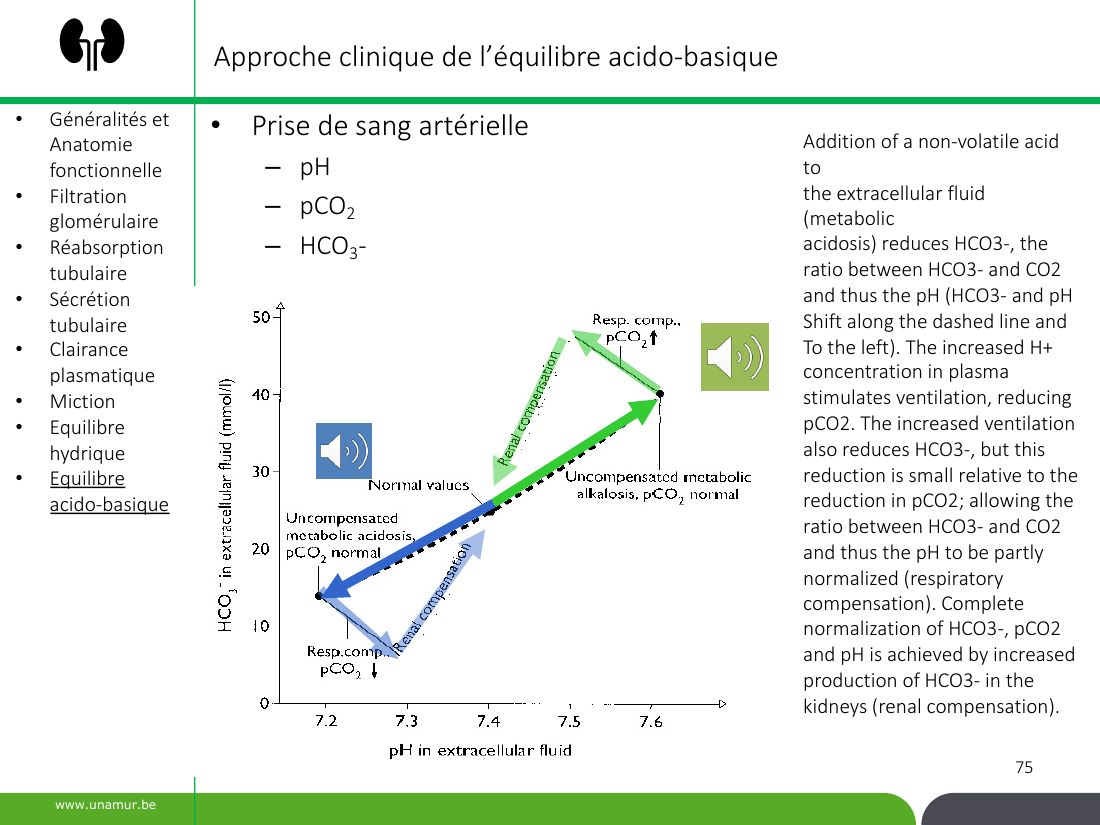 Approche clinique de l’équilibre acido-basique
• Généralités et
Anatomie
fonctionnelle
• Filtration
glomérulaire
• Réabsorption
tubulaire
• Sécrétion
tubulaire
• Clairance
plasmatique
• Miction
• Equilibre
hydrique
• Equilibre
acido-basique
• Prise de sang artérielle
– pH
– pCO2
– HCO3-
50
40
30
20
10
0
7.2 7.3 7.4 7.5 7.6
HCO3- in extracellular fluid (mmol/l)
pH in extracellular fluid
Resp. comp.,
pCO2
Renal compensation
Normal values
Uncompensated metabolic
alkalosis, pCO2 normal
Uncompensated
metabolic acidosis,
pCO2 normal
Renal compensation
Resp.comp.
pCO2
Addition of a non-volatile acid
to
the extracellular fluid
(metabolic
acidosis) reduces HCO3-, the
ratio between HCO3- and CO2
and thus the pH (HCO3- and pH
Shift along the dashed line and
To the left). The increased H+
concentration in plasma
stimulates ventilation, reducing
pCO2. The increased ventilation
also reduces HCO3-, but this
reduction is small relative to the
reduction in pCO2; allowing the
ratio between HCO3- and CO2
and thus the pH to be partly
normalized (respiratory
compensation). Complete
normalization of HCO3-, pCO2
and pH is achieved by increased
production of HCO3- in the
kidneys (renal compensation).
75
www.unamur.be